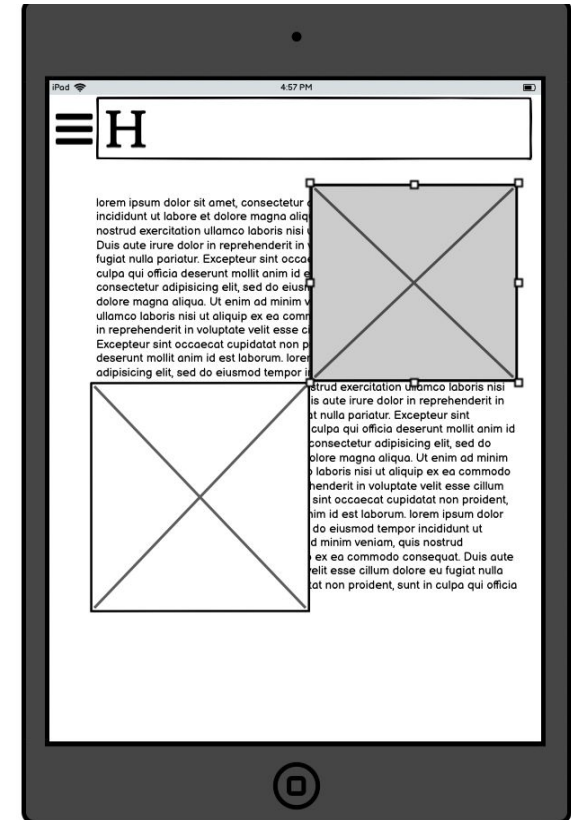 iPod 4:57 PM
H
lorem ipsum dolor sit amet, consectetur
incididunt ut labore et dolore magna aliq
nostrud exercitation ullamco laboris nisi
Duis aute irure dolor in reprehenderit in
fugiat nulla pariatur. Excepteur sint occa
culpa qui officia deserunt mollit anim id e
consectetur adipisicing elit, sed do eius
dolore magna aliqua. Ut enim ad minim v
ullamco laboris nisi ut aliquip ex ea com
in reprehenderit in voluptate velit esse ci
Excepteur sint occaecat cupidatat non p
deserunt mollit anim id est laborum. lore
adipisicing elit, sed do eiusmod tempor i
strud exercitation ullamco laboris nisi
is aute irure dolor in reprehenderit in
at nulla pariatur. Excepteur sint
culpa qui officia deserunt mollit anim id
consectetur adipisicing elit, sed do
olore magna aliqua. Ut enim ad minim
laboris nisi ut aliquip ex ea commodo
henderit in voluptate velit esse cillum
sint occaecat cupidatat non proident,
nim id est laborum. lorem ipsum dolor
do eiusmod tempor incididunt ut
d minim veniam, quis nostrud
ex ea commodo consequat. Duis aute
velit esse cillum dolore eu fugiat nulla
tat non proident, sunt in culpa qui officia